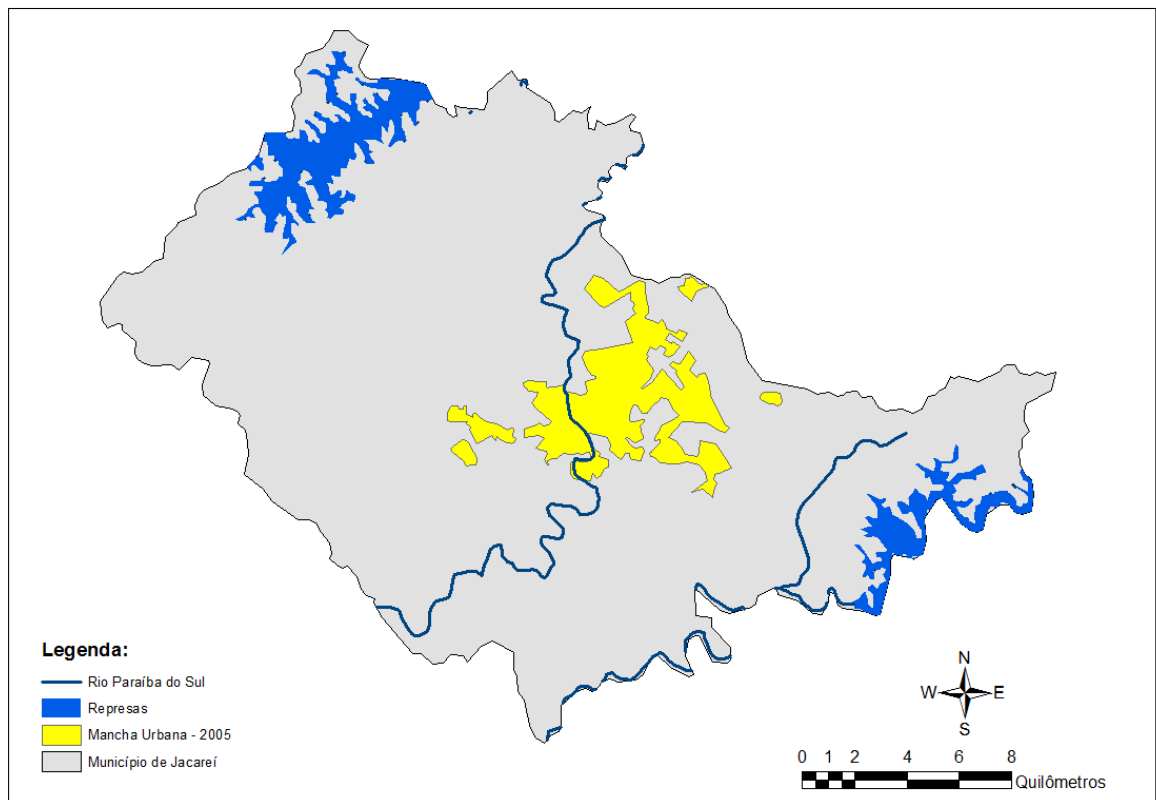 Legenda:
Rio Paraíba do Sul
Represas
Mancha Urbana - 2005
Município de Jacareí
N
W E
S
0 1 2 4 6 8
Quilômetros